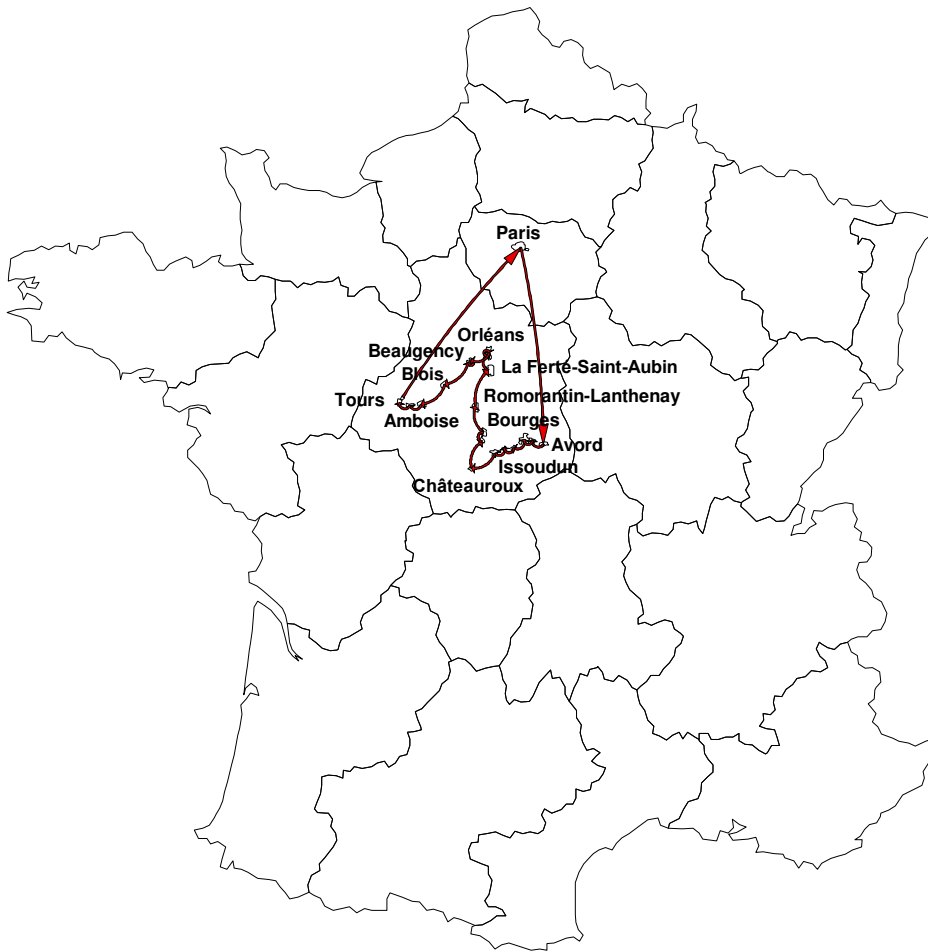 Paris
Orléans
Beaugency
La Ferté-Saint-Aubin
Blois
Romorantin-Lanthenay
Tours
Amboise
Bourges
Avord
Issoudun
Châteauroux